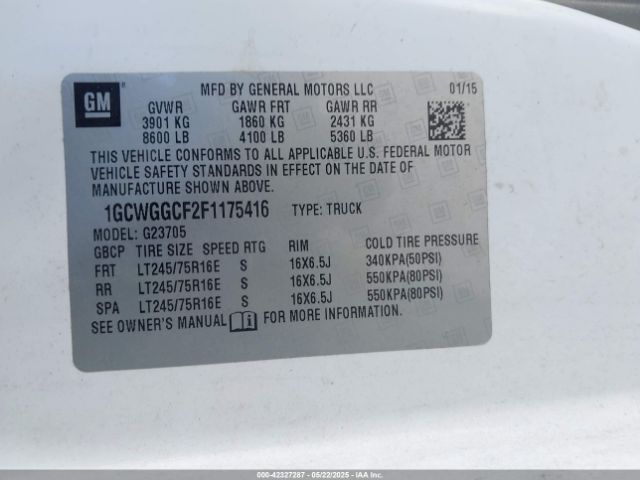 GM
MFD BY GENERAL MOTORS LLC 01/15
GVWR GAWR FRT GAWR RR
3901 KG 1860 KG 2431 KG
8600 LB 4100 LB 5360 LB
THIS VEHICLE CONFORMS TO ALL APPLICABLE U.S. FEDERAL MOTOR
VEHICLE SAFETY STANDARDS IN EFFECT ON THE DATE OF
MANUFACTURE SHOWN ABOVE.
1GCWGGCF2F1175416 TYPE: TRUCK
MODEL: G23705
GBCP TIRE SIZE SPEED RTG RIM COLD TIRE PRESSURE
FRT LT245/75R16E S 16X6.5J 340KPA(50PSI)
RR LT245/75R16E S 16X6.5J 550KPA(80PSI)
SPA LT245/75R16E S 16X6.5J 550KPA(80PSI)
SEE OWNER'S MANUAL FOR MORE INFORMATION.
000-42327287 - 05/22/2025 - IAAI.COM